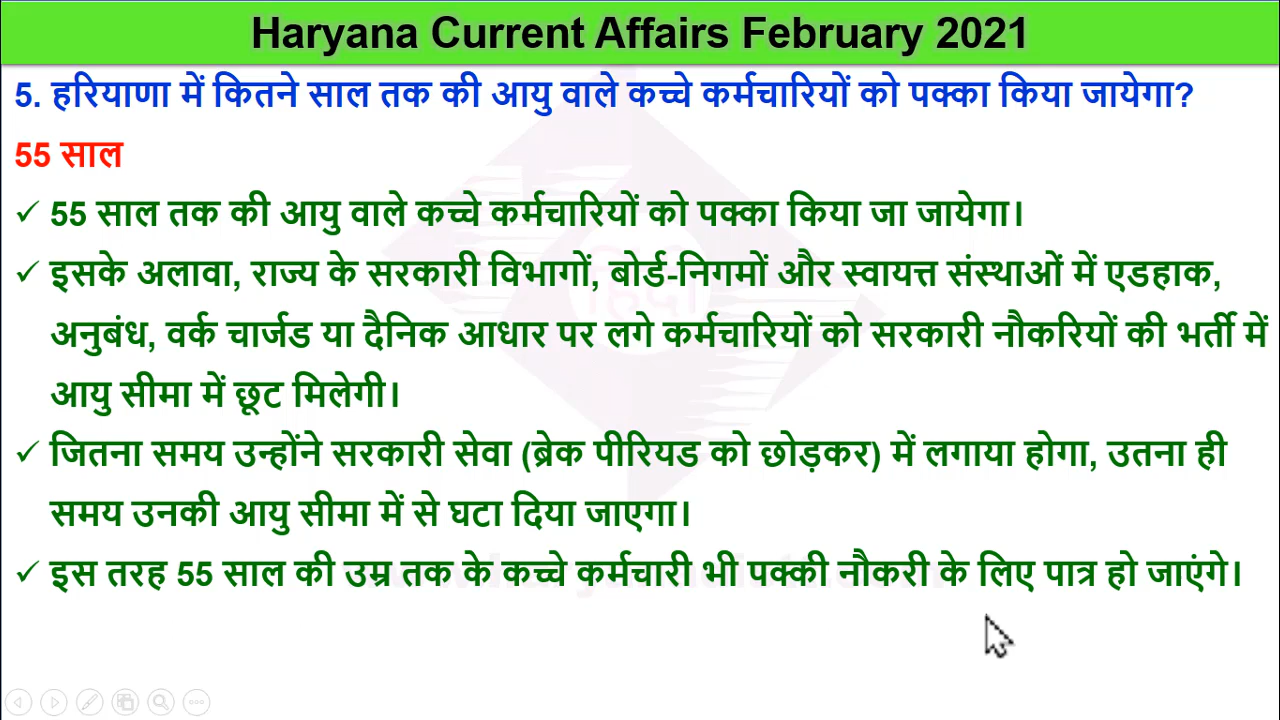 Haryana Current Affairs February 2021
5. हरियाणा में कितने साल तक की आयु वाले कच्चे कर्मचारियों को पक्का किया जायेगा?
55 साल
✓ 55 साल तक की आयु वाले कच्चे कर्मचारियों को पक्का किया जा जायेगा।
✓ इसके अलावा, राज्य के सरकारी विभागों, बोर्ड-निगमों और स्वायत्त संस्थाओं में एडहाक,
अनुबंध, वर्क चार्जड या दैनिक आधार पर लगे कर्मचारियों को सरकारी नौकरियों की भर्ती में
आयु सीमा में छूट मिलेगी।
✓ जितना समय उन्होंने सरकारी सेवा (ब्रेक पीरियड को छोड़कर) में लगाया होगा, उतना ही
समय उनकी आयु सीमा में से घटा दिया जाएगा।
✓ इस तरह 55 साल की उम्र तक के कच्चे कर्मचारी भी पक्की नौकरी के लिए पात्र हो जाएंगे।